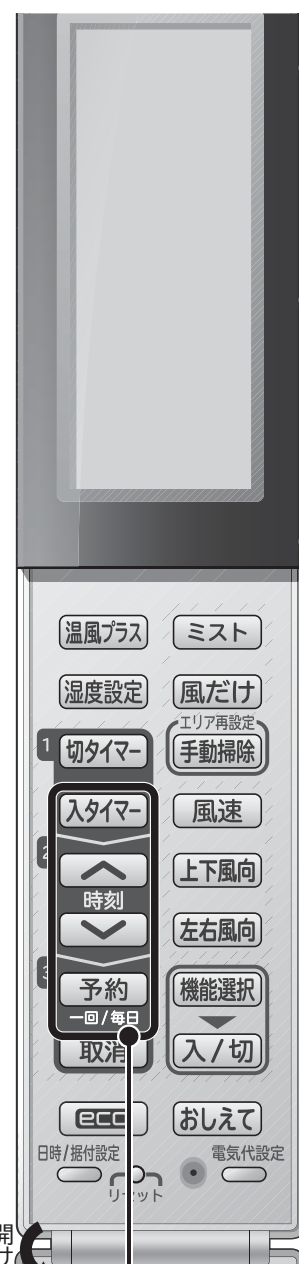 温風プラス ミスト
湿度設定 風だけ
エリア再設定
1 切タイマー 手動掃除
入タイマー 風速
2
上下風向
時刻
左右風向
3 予約 機能選択
一回/毎日
取消 入/切
eco おしえて
日時/据付設定 電気代設定
リセット
開
け